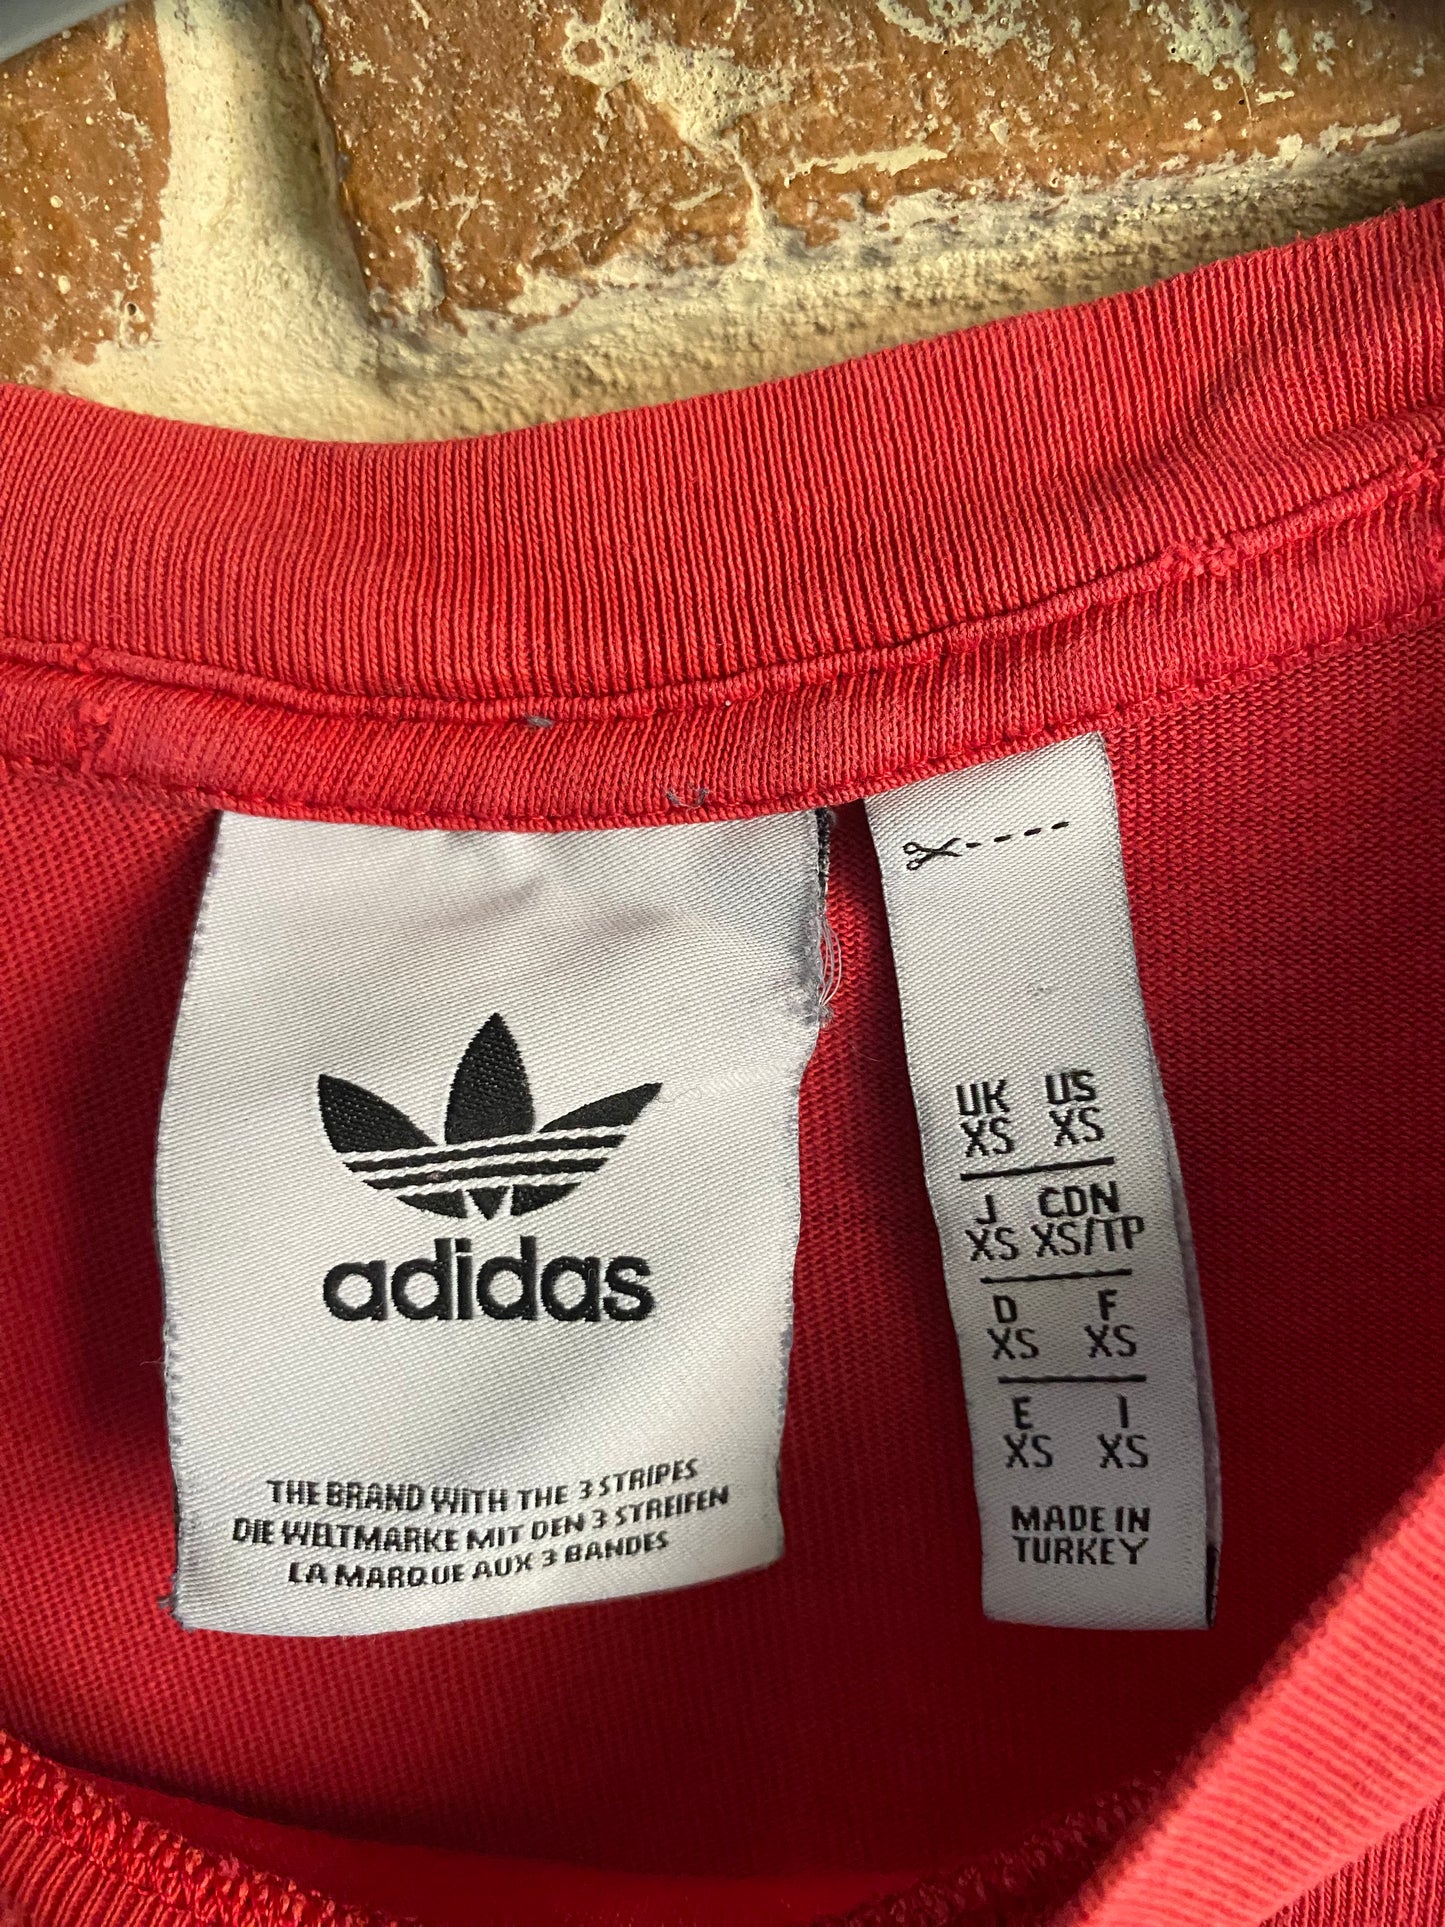 adidas
THE BRAND WITH THE 3 STRIPES
DIE WELTMARKE MIT DEN 3 STREIFEN
LA MARQUE AUX 3 BANDES
UK US
XS XS
J CDN
XS XS/TP
D F
XS XS
E I
XS XS
MADE IN
TURKEY